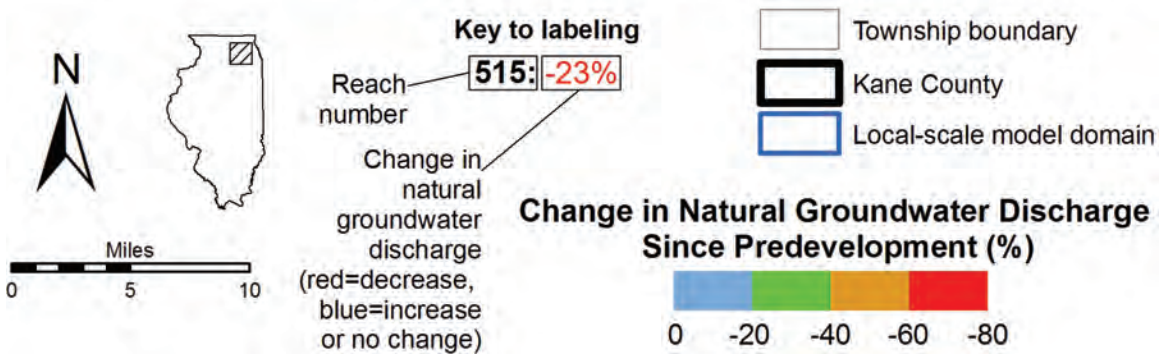 N
Miles
0 5 10
Key to labeling
515: -23%
Reach
number
Change in
natural
groundwater
discharge
(red=decrease,
blue=increase
or no change)
Township boundary
Kane County
Local-scale model domain
Change in Natural Groundwater Discharge
Since Predevelopment (%)
0 -20 -40 -60 -80